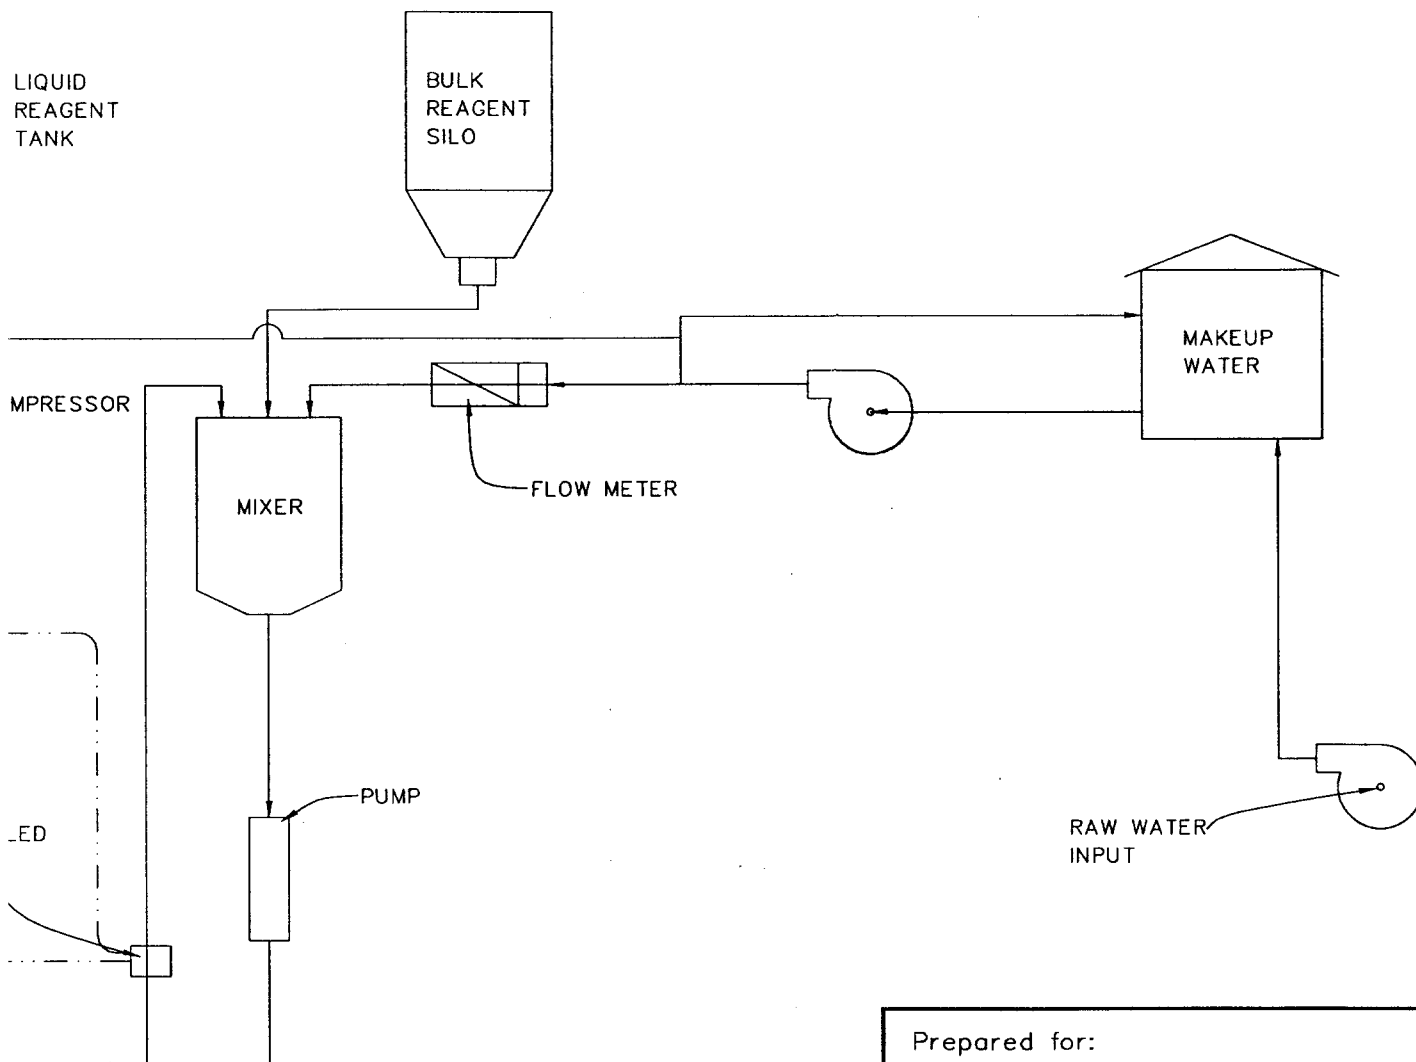 LIQUID
REAGENT
TANK
BULK
REAGENT
SILO
MAKEUP
WATER
MPRESSOR
FLOW METER
MIXER
PUMP
LED
RAW WATER
INPUT
Prepared for: